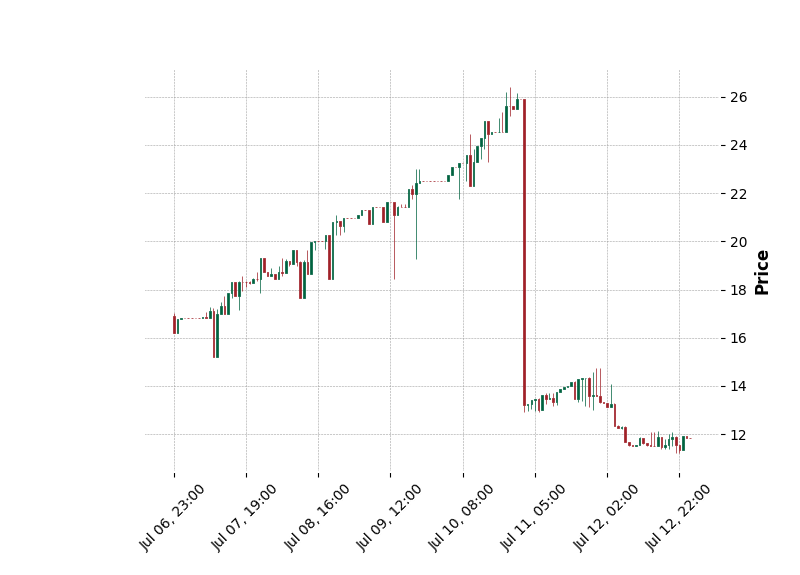 26
24
22
20
18
16
14
12
Price
Jul 06, 23:00
Jul 07, 19:00
Jul 08, 16:00
Jul 09, 12:00
Jul 10, 08:00
Jul 11, 05:00
Jul 12, 02:00
Jul 12, 22:00